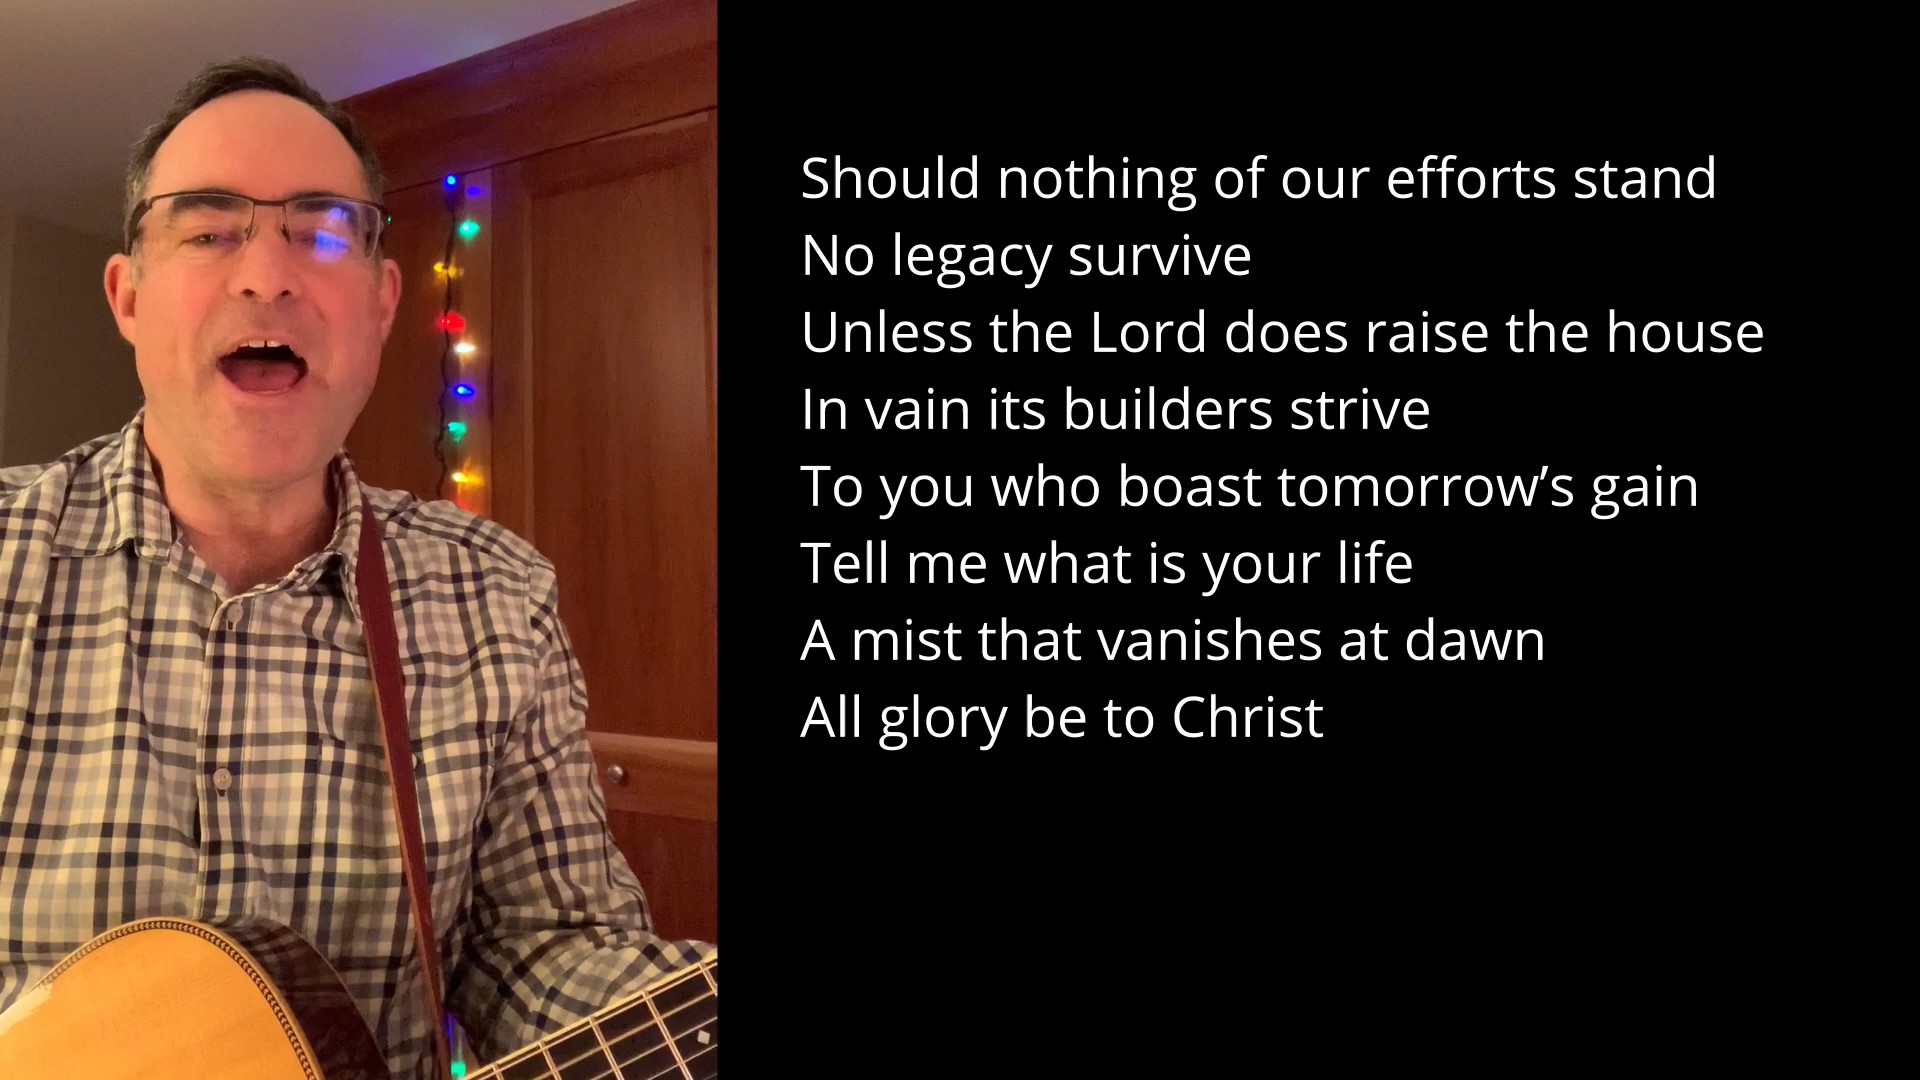 Should nothing of our efforts stand
No legacy survive
Unless the Lord does raise the house
In vain its builders strive
To you who boast tomorrow’s gain
Tell me what is your life
A mist that vanishes at dawn
All glory be to Christ